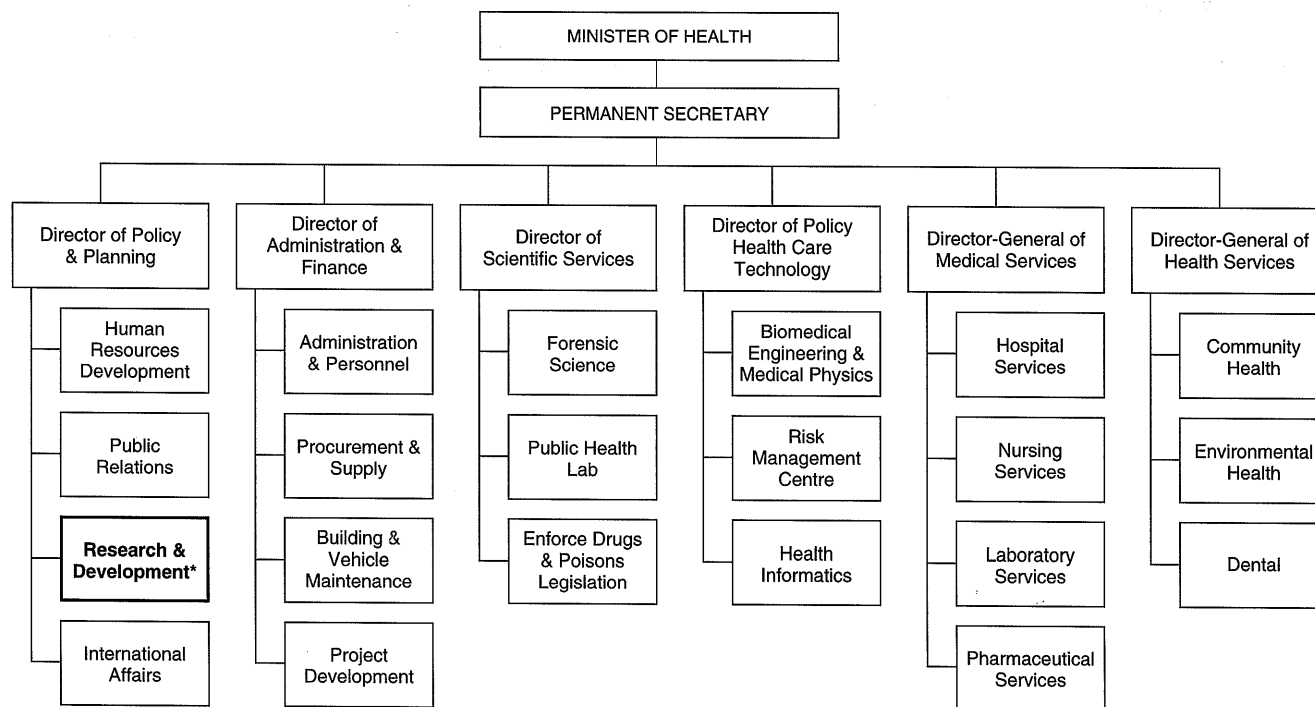 MINISTER OF HEALTH
PERMANENT SECRETARY
Director of Policy
& Planning
Human
Resources
Development
Public
Relations
Research &
Development*
International
Affairs
Director of
Administration &
Finance
Administration
& Personnel
Procurement &
Supply
Building &
Vehicle
Maintenance
Project
Development
Director of
Scientific Services
Forensic
Science
Public Health
Lab
Enforce Drugs
& Poisons
Legislation
Director of Policy
Health Care
Technology
Biomedical
Engineering &
Medical Physics
Risk
Management
Centre
Health
Informatics
Director-General of
Medical Services
Hospital
Services
Nursing
Services
Laboratory
Services
Pharmaceutical
Services
Director-General of
Health Services
Community
Health
Environmental
Health
Dental